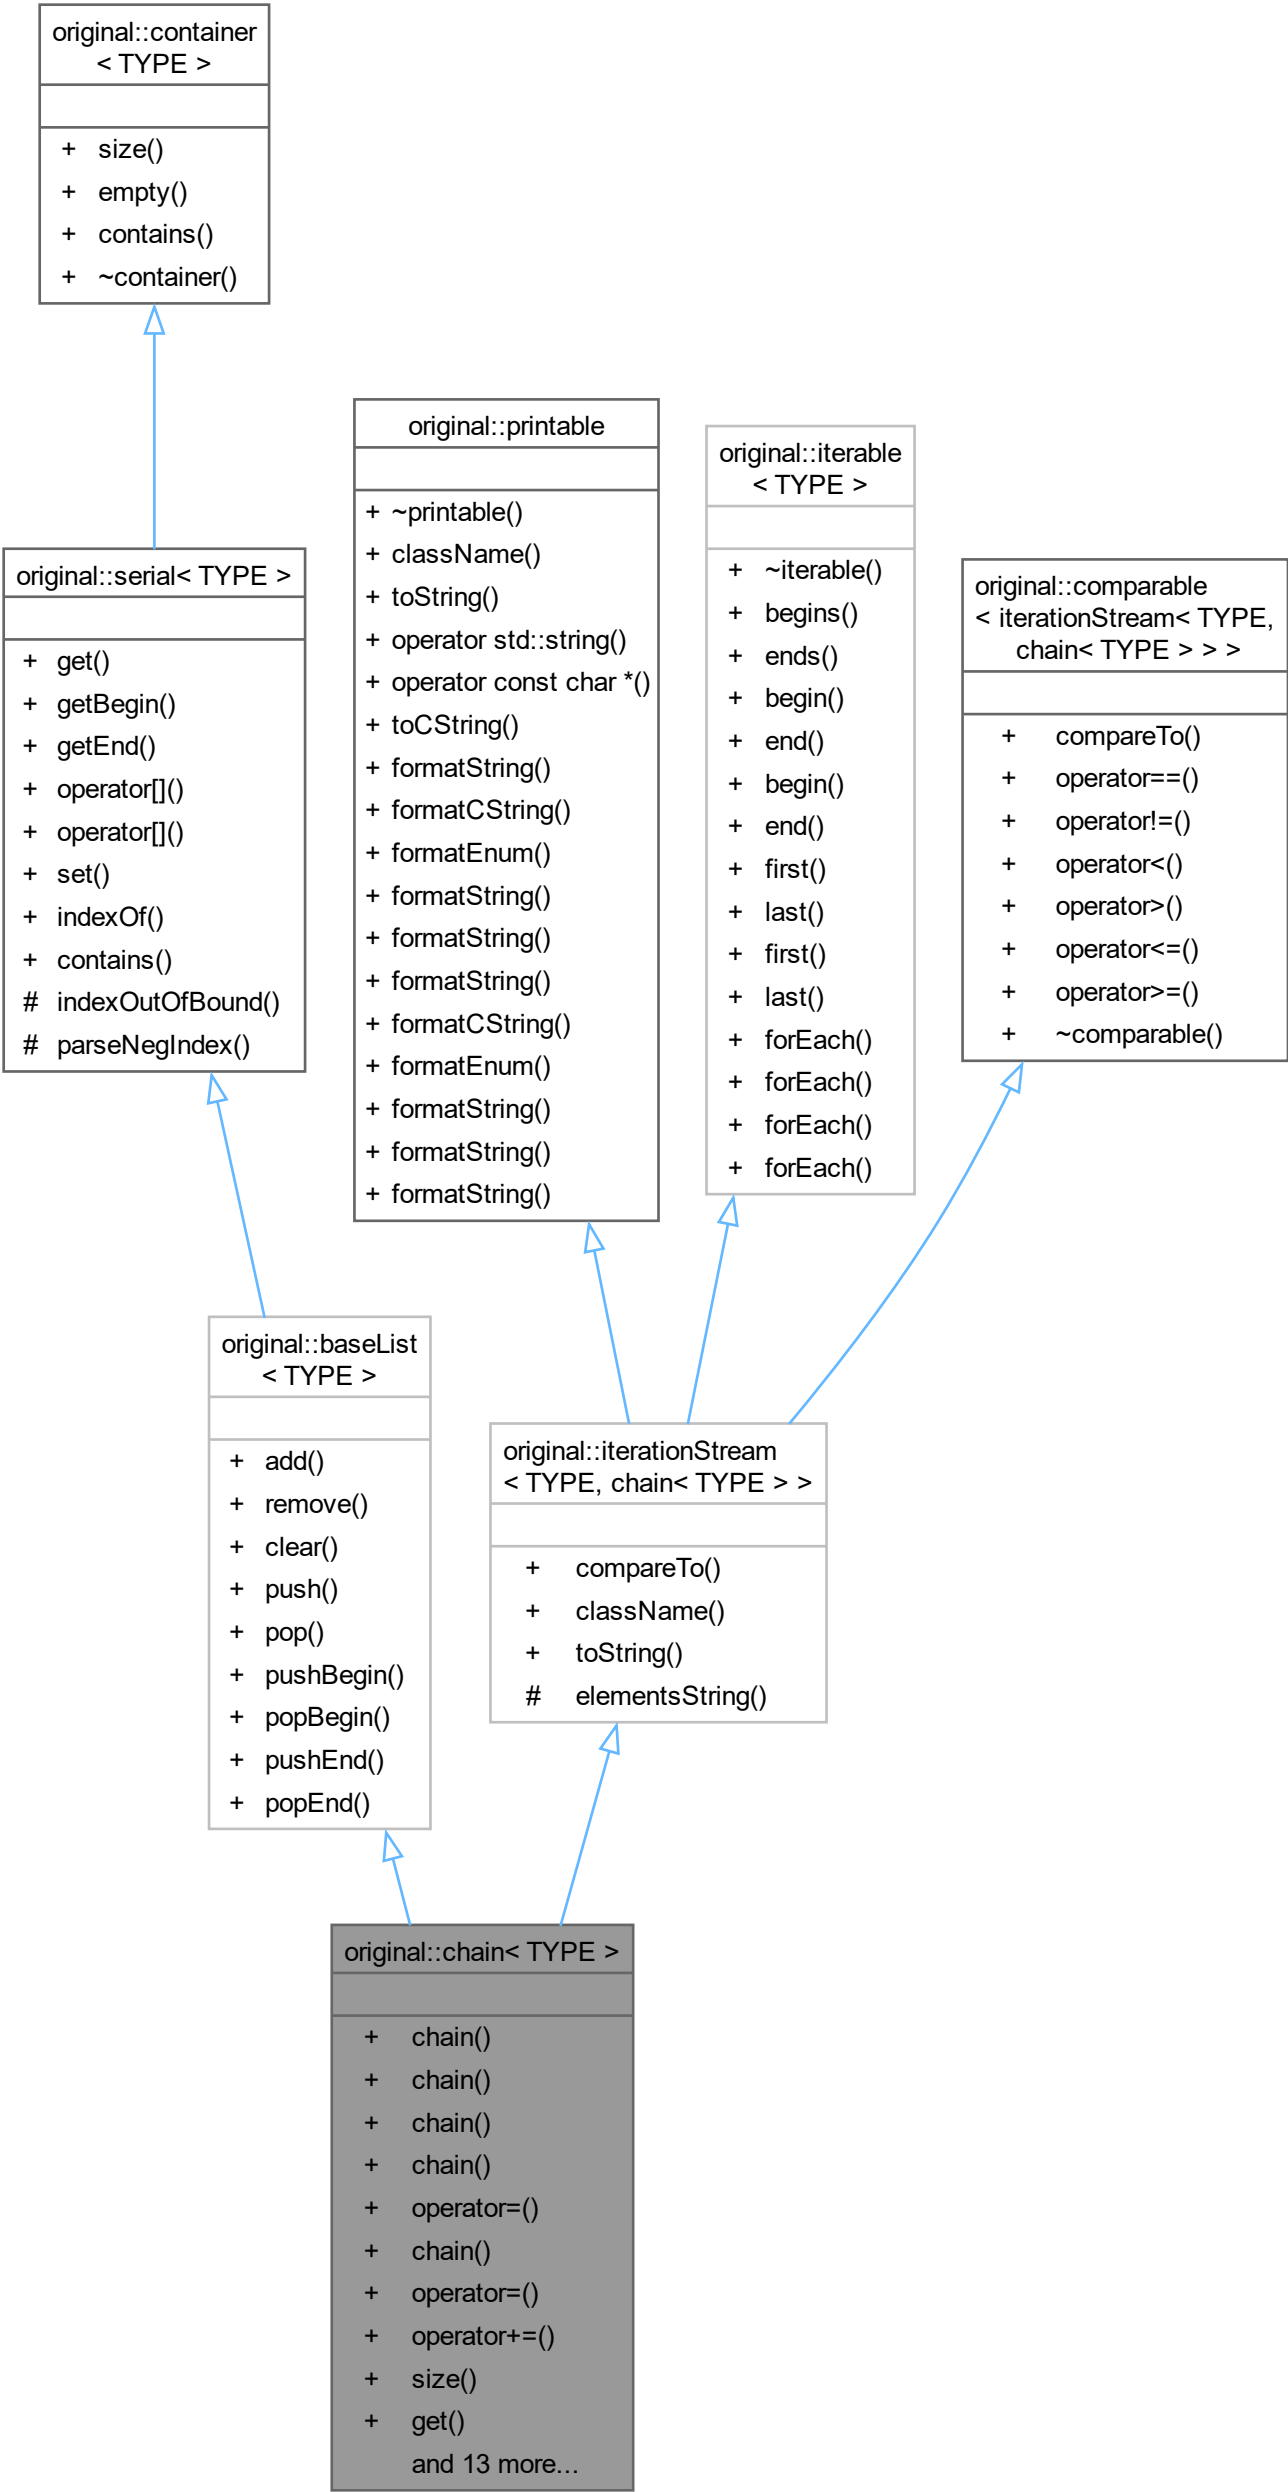 original::container
< TYPE >
+ size()
+ empty()
+ contains()
+ ~container()
original::serial< TYPE >
+ get()
+ getBegin()
+ getEnd()
+ operator[]()
+ operator[]()
+ set()
+ indexOf()
+ contains()
# indexOutOfBound()
# parseNegIndex()
original::printable
+ ~printable()
+ className()
+ toString()
+ operator std::string()
+ operator const char *()
+ toCString()
+ formatString()
+ formatCString()
+ formatEnum()
+ formatString()
+ formatString()
+ formatString()
+ formatCString()
+ formatEnum()
+ formatString()
+ formatString()
+ formatString()
original::iterable
< TYPE >
+ ~iterable()
+ begins()
+ ends()
+ begin()
+ end()
+ begin()
+ end()
+ first()
+ last()
+ first()
+ last()
+ forEach()
+ forEach()
+ forEach()
+ forEach()
original::comparable
< iterationStream< TYPE,
chain< TYPE > > >
+ compareTo()
+ operator==()
+ operator!=()
+ operator<()
+ operator>()
+ operator<=()
+ operator>=()
+ ~comparable()
original::baseList
< TYPE >
+ add()
+ remove()
+ clear()
+ push()
+ pop()
+ pushBegin()
+ popBegin()
+ pushEnd()
+ popEnd()
original::iterationStream
< TYPE, chain< TYPE > >
+ compareTo()
+ className()
+ toString()
# elementsString()
original::chain< TYPE >
+ chain()
+ chain()
+ chain()
+ chain()
+ operator=()
+ chain()
+ operator=()
+ operator+=()
+ size()
+ get()
and 13 more...